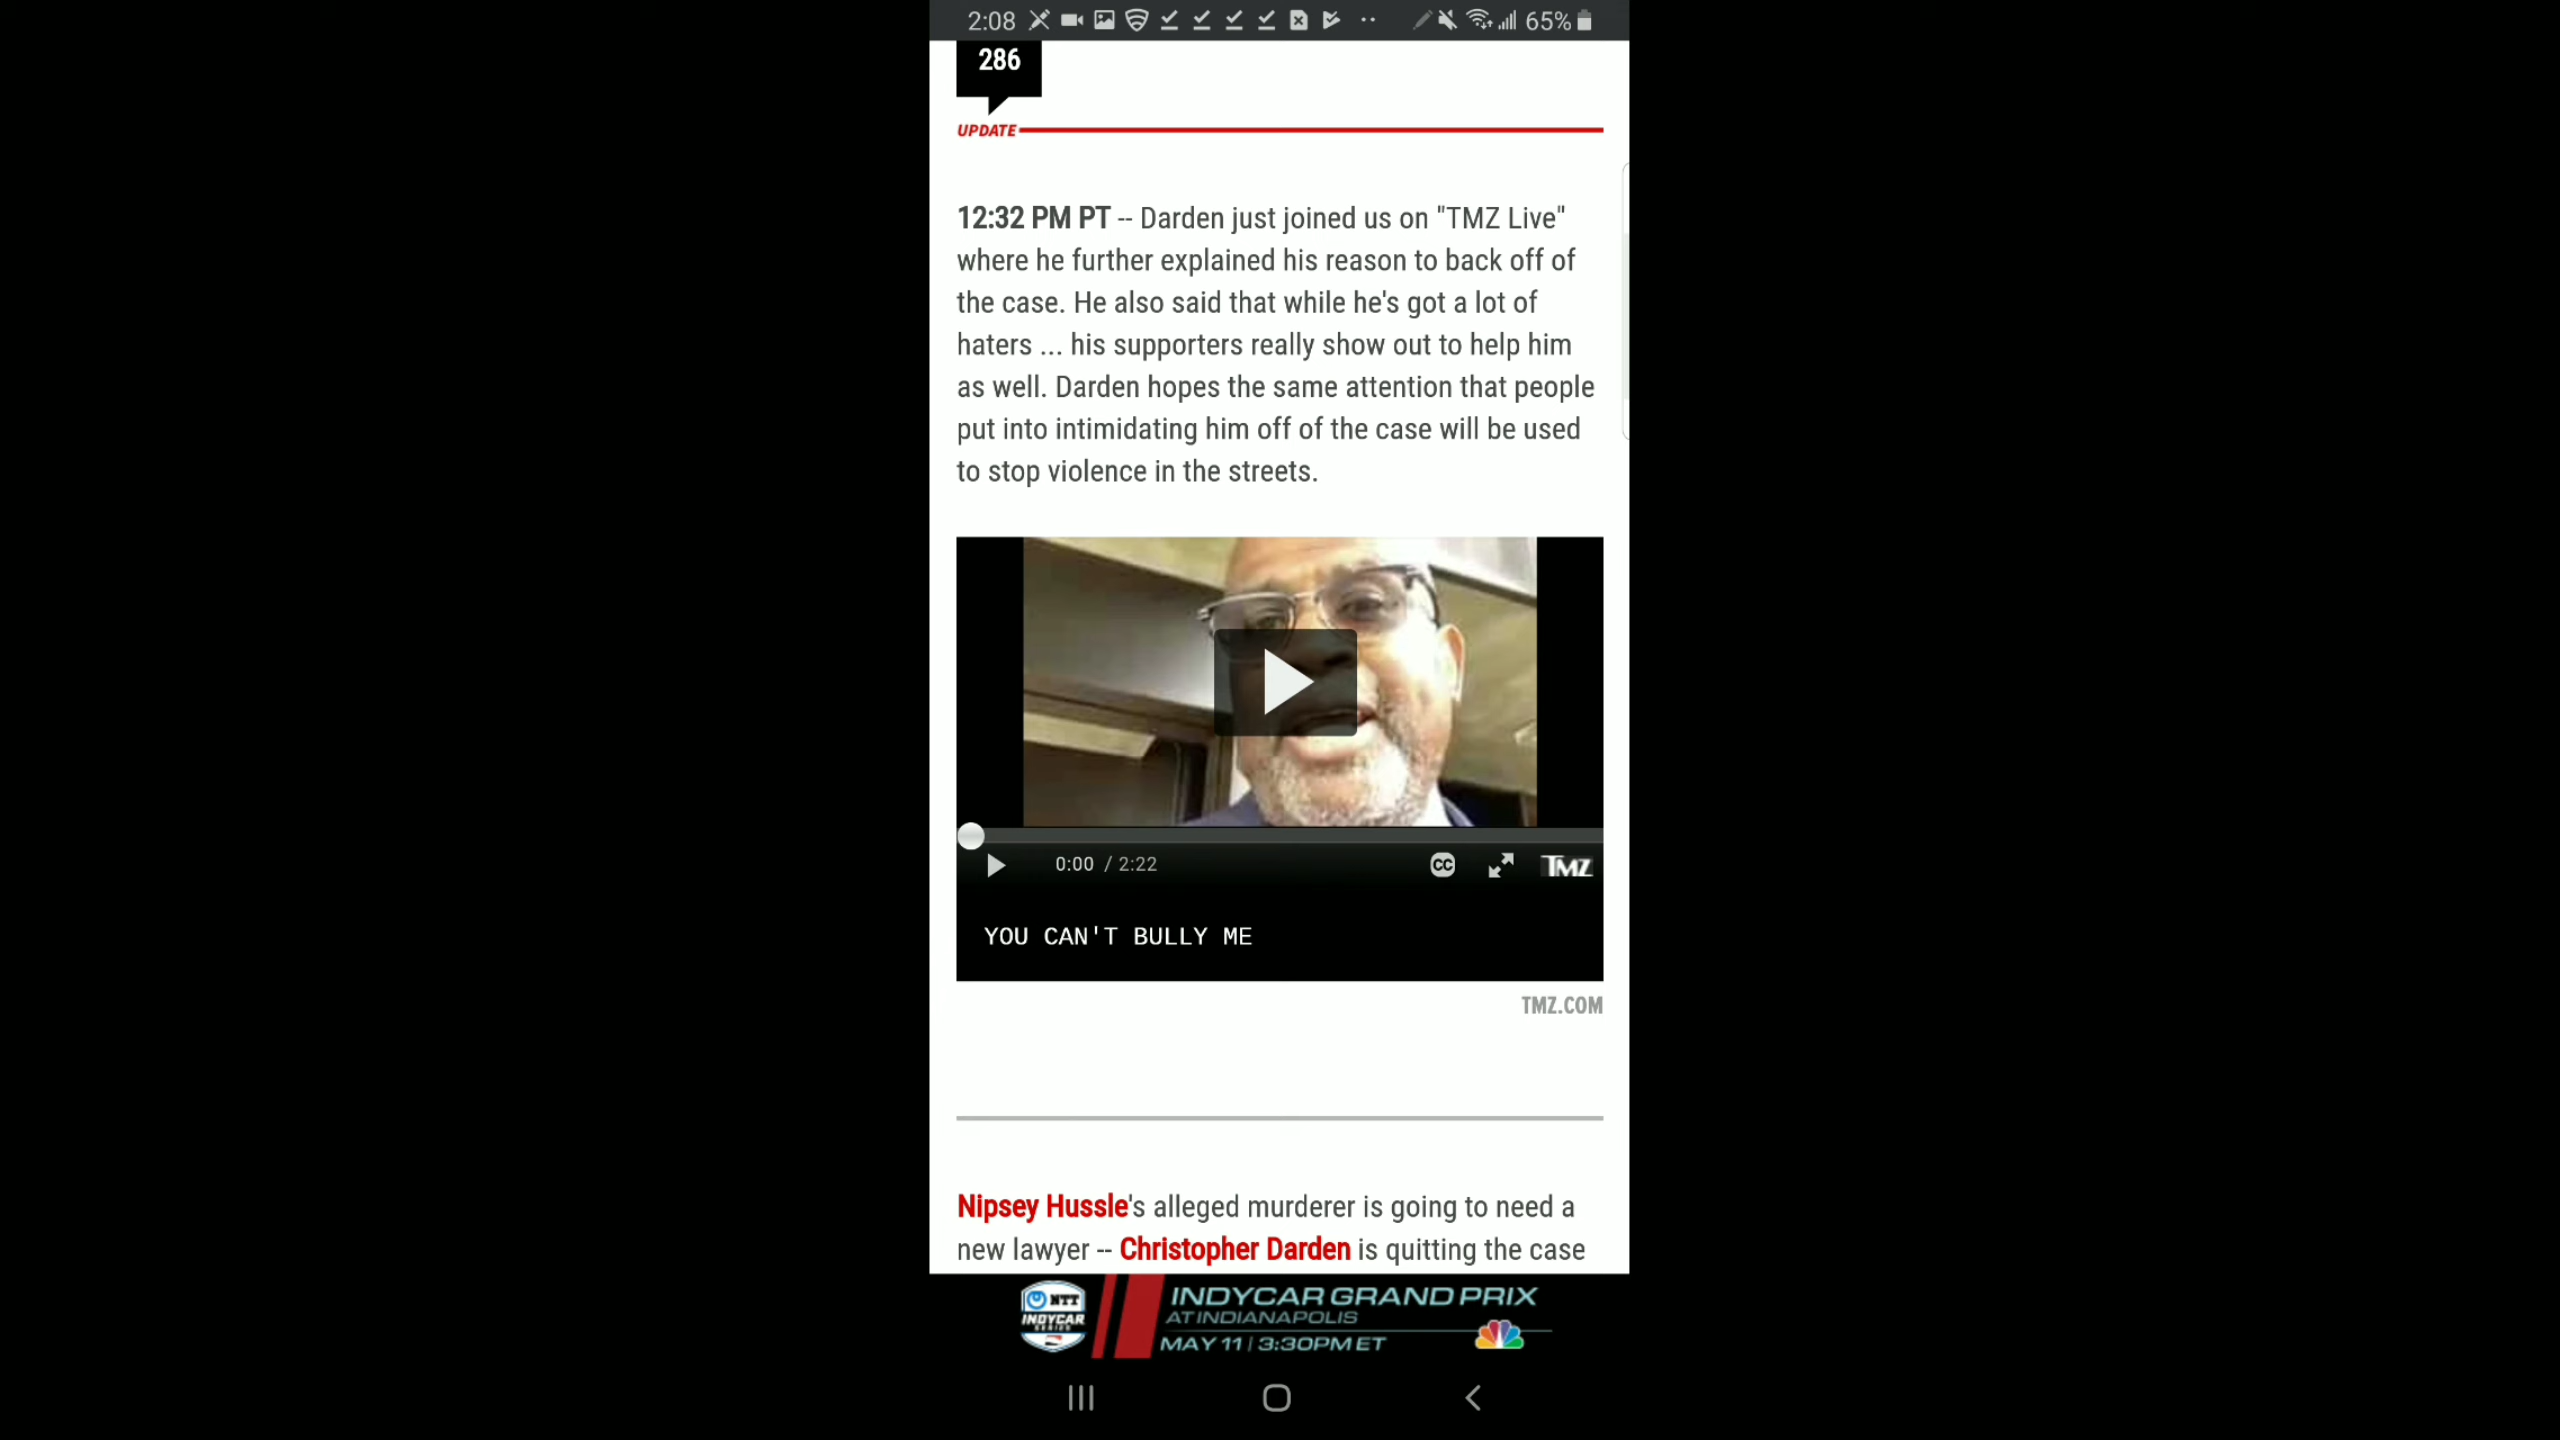 2:08 65%
286
UPDATE
12:32 PM PT -- Darden just joined us on "TMZ Live"
where he further explained his reason to back off of
the case. He also said that while he's got a lot of
haters ... his supporters really show out to help him
as well. Darden hopes the same attention that people
put into intimidating him off of the case will be used
to stop violence in the streets.
0:00 / 2:22 CC TMZ
YOU CAN'T BULLY ME
TMZ.COM
Nipsey Hussle's alleged murderer is going to need a
new lawyer -- Christopher Darden is quitting the case
NTT
INDYCAR
SERIES
INDYCAR GRAND PRIX
AT INDIANAPOLIS
MAY 11 | 3:30PM ET